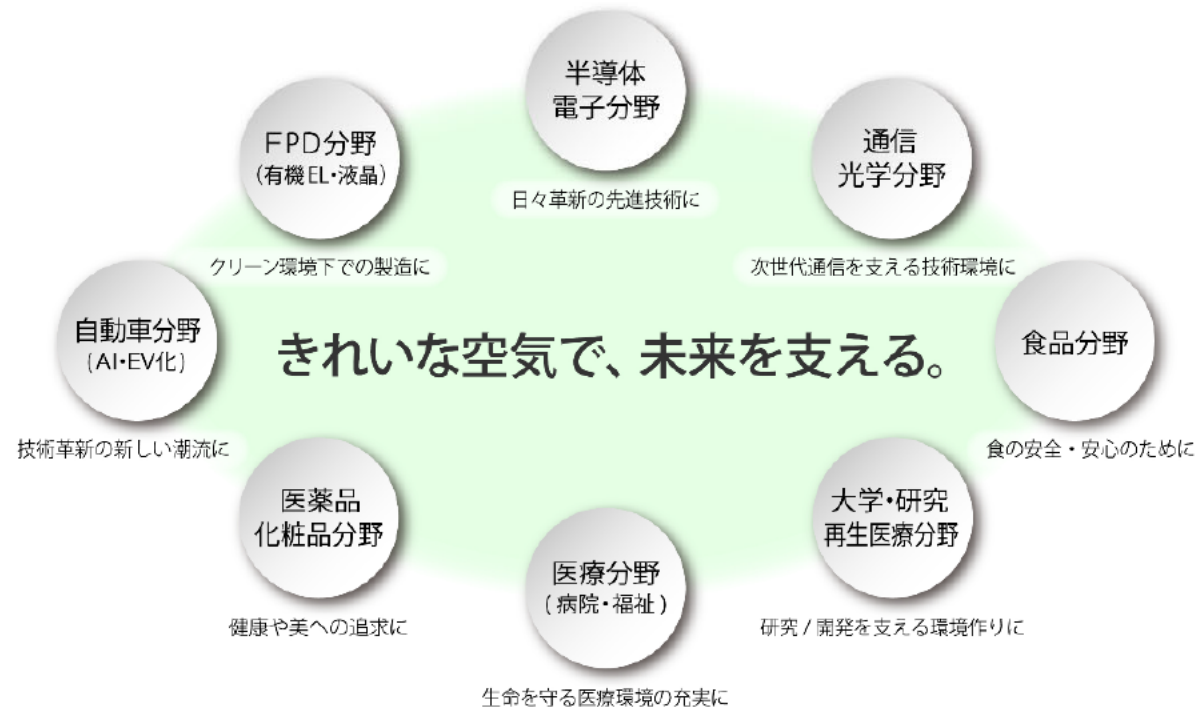 半導体
電子分野
日々革新の先進技術に
FPD分野
(有機EL・液晶)
クリーン環境下での製造に
通信
光学分野
次世代通信を支える技術環境に
自動車分野
(AI・EV化)
技術革新の新しい潮流に
きれいな空気で、未来を支える。
食品分野
食の安全・安心のために
医薬品
化粧品分野
健康や美への追求に
医療分野
(病院・福祉)
生命を守る医療環境の充実に
大学・研究
再生医療分野
研究/開発を支える環境作りに